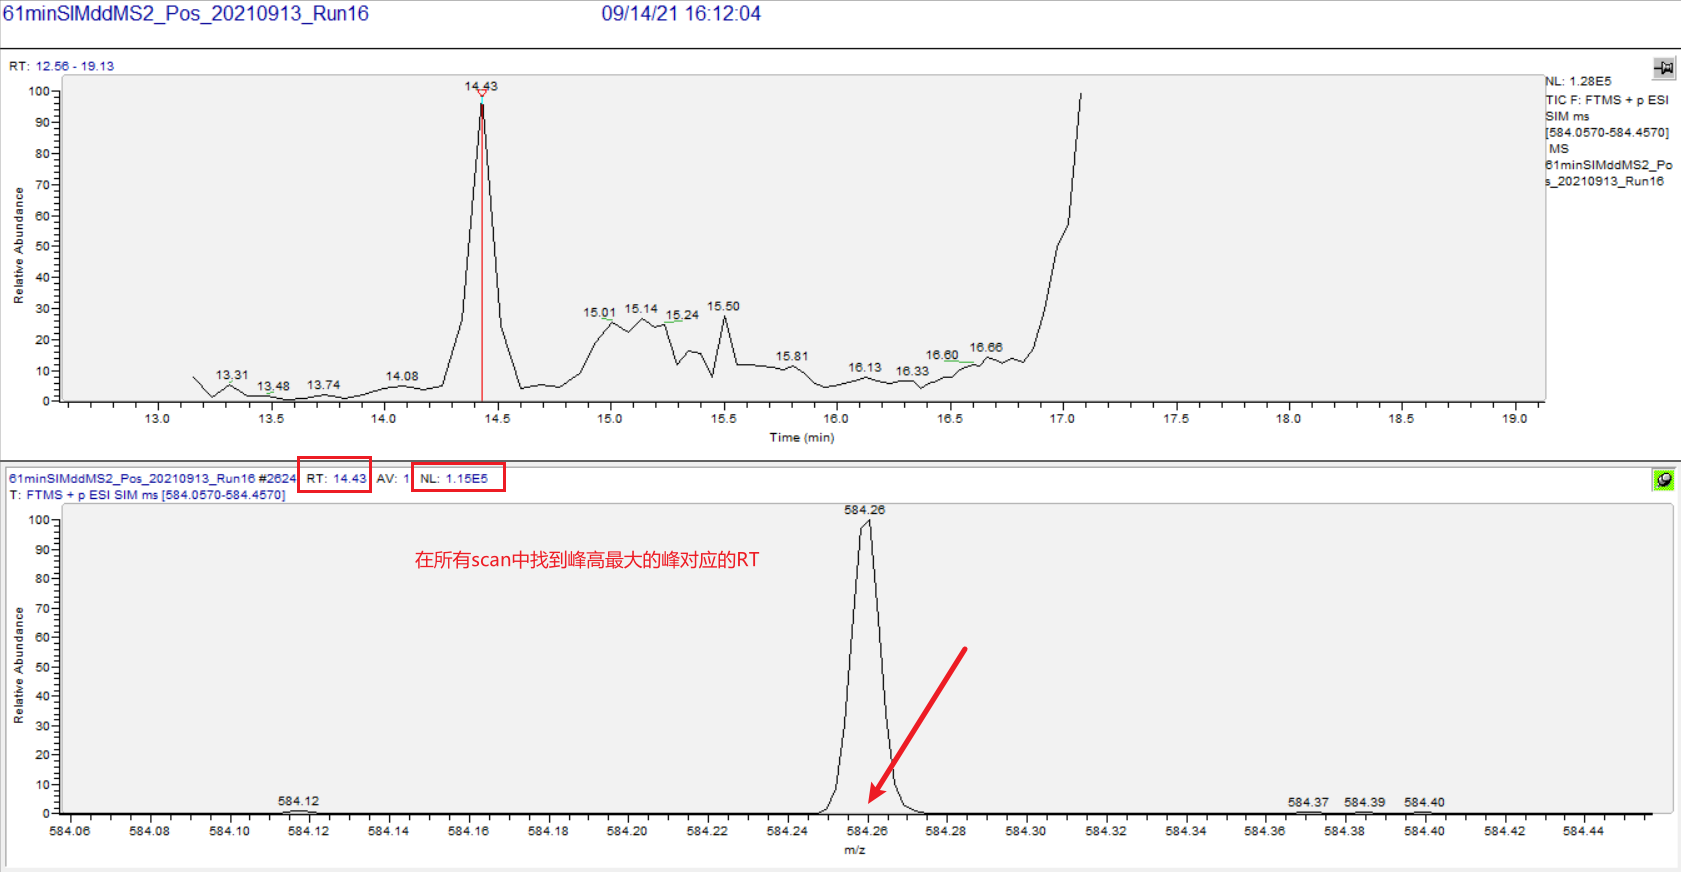 61minSIMddMS2_Pos_20210913_Run16 09/14/21 16:12:04
RT: 12.56 - 19.13
NL: 1.28E5
TIC F: FTMS + p ESI
SIM ms
[584.0570-584.4570]
MS
61minSIMddMS2_Po
s_20210913_Run16
Relative Abundance
100
90
80
70
60
50
40
30
20
10
0
14.43
15.01 15.14 15.24 15.50
13.31 13.48 13.74 14.08 15.81 16.13 16.33 16.60 16.66
13.0 13.5 14.0 14.5 15.0 15.5 16.0 16.5 17.0 17.5 18.0 18.5 19.0
Time (min)
61minSIMddMS2_Pos_20210913_Run16 #2624 RT: 14.43 AV: 1 NL: 1.15E5
T: FTMS + p ESI SIM ms [584.0570-584.4570]
Relative Abundance
100
90
80
70
60
50
40
30
20
10
0
584.26
在所有scan中找到峰高最大的峰对应的RT
584.12 584.37 584.39 584.40
584.06 584.08 584.10 584.12 584.14 584.16 584.18 584.20 584.22 584.24 584.26 584.28 584.30 584.32 584.34 584.36 584.38 584.40 584.42 584.44
m/z